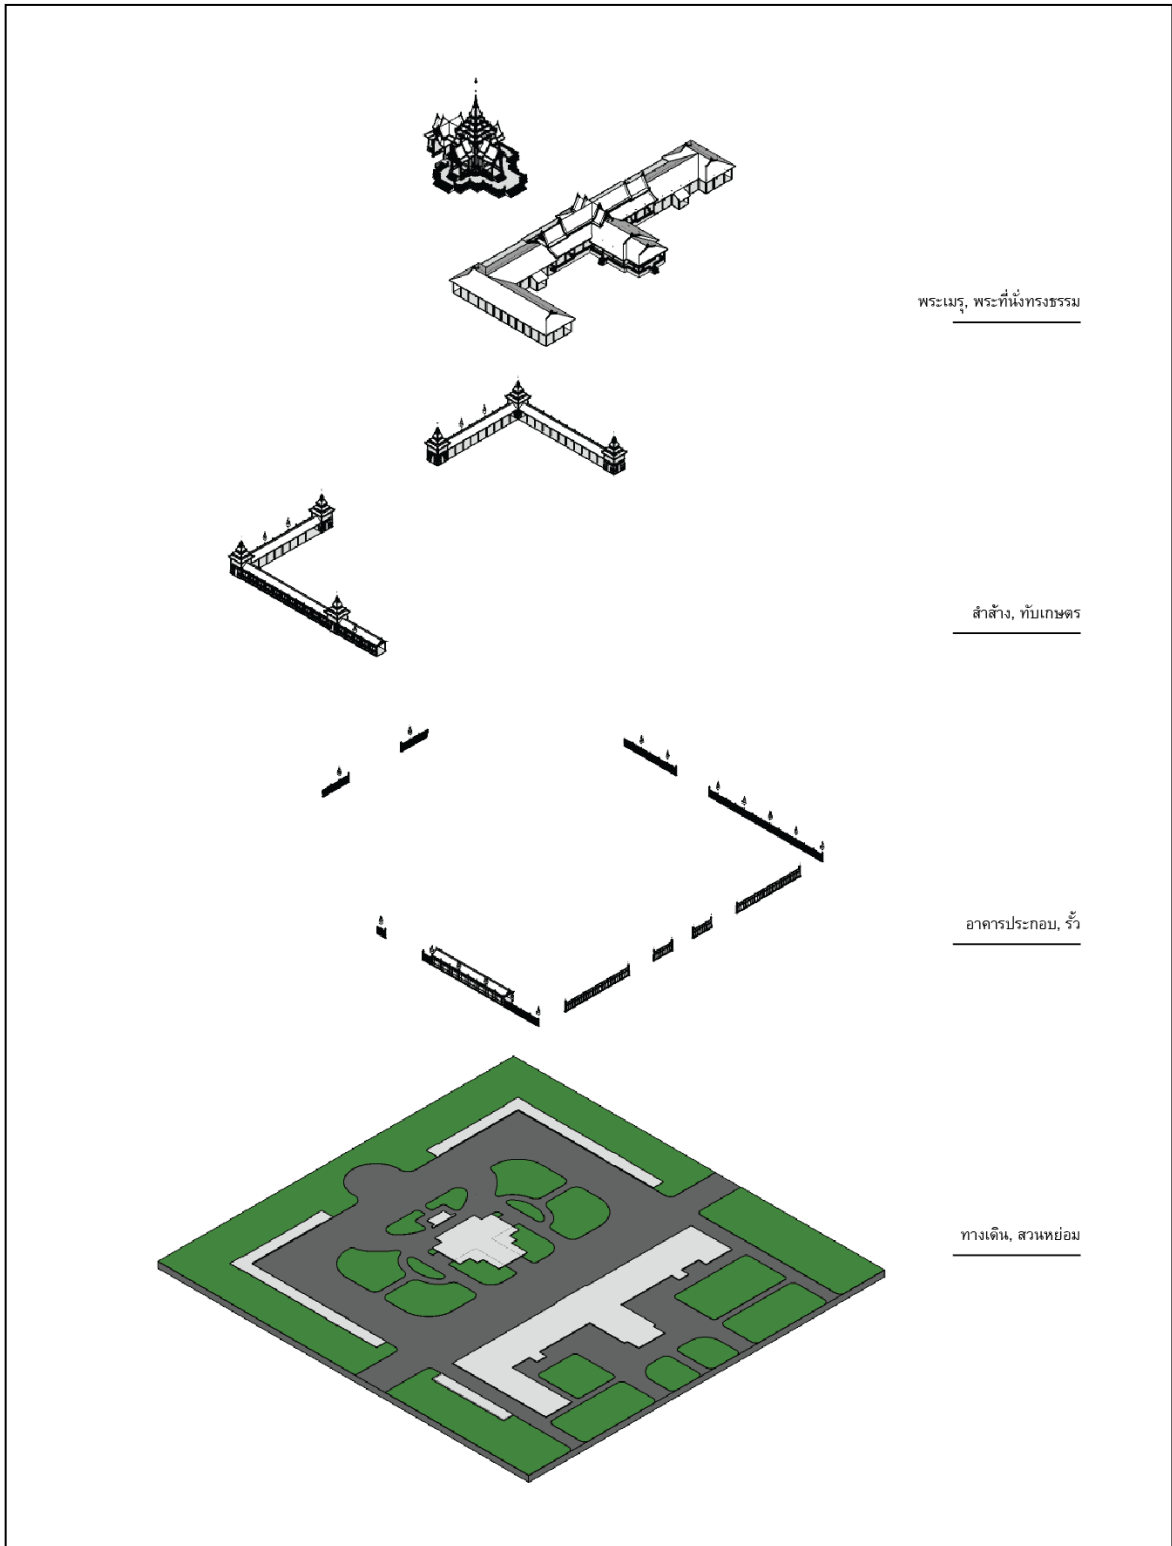 พระเมรุ, พระที่นั่งทรงธรรม
สำส้าง, ทับเกษตร
อาคารประกอบ, รั้ว
ทางเดิน, สวนหย่อม